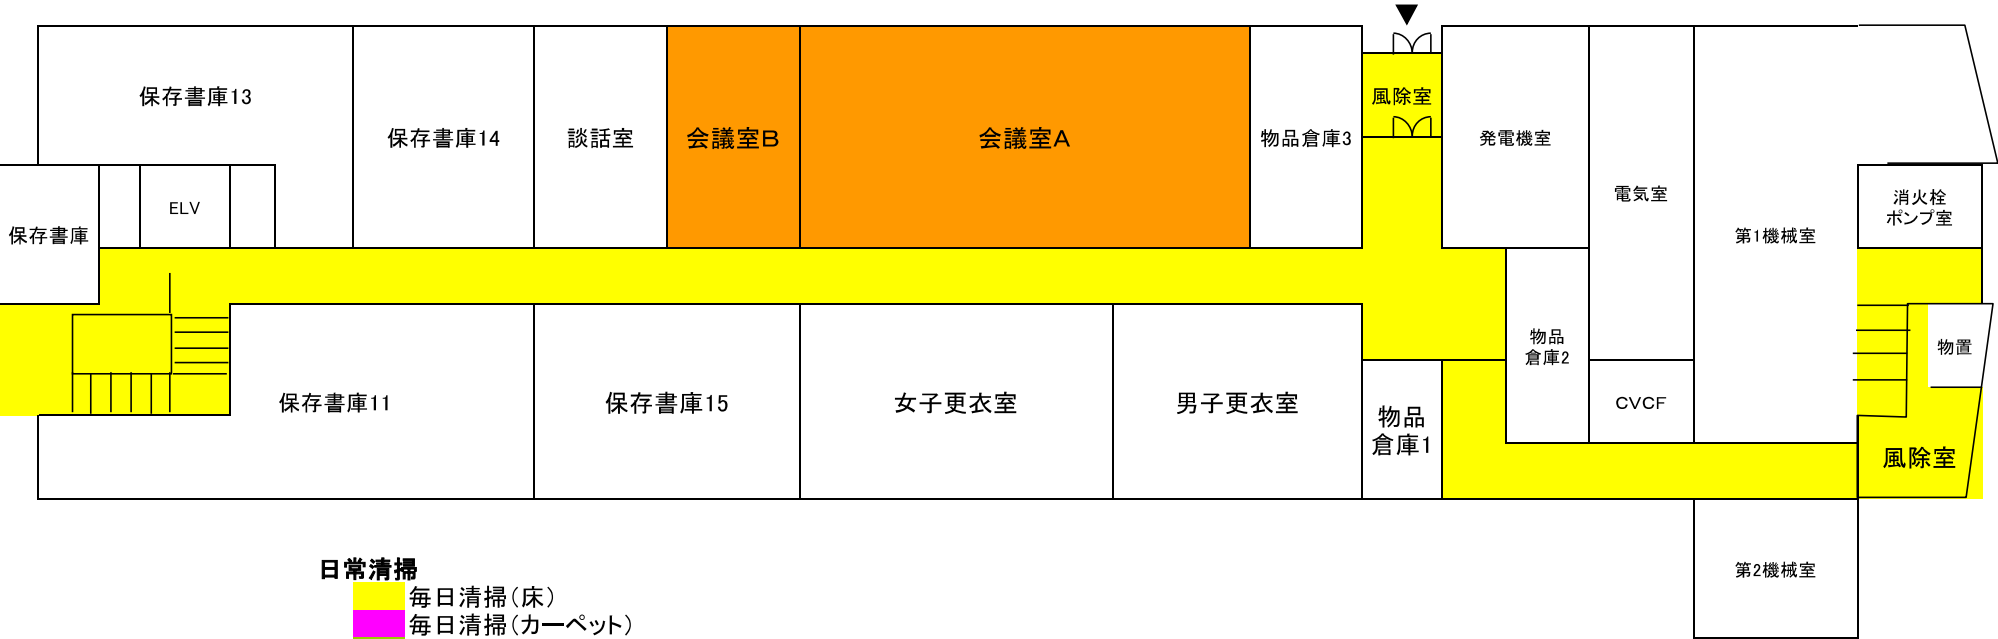 保存書庫13
保存書庫14
談話室
会議室B
会議室A
物品倉庫3
風除室
発電機室
電気室
第1機械室
消火栓
ポンプ室
保存書庫
ELV
保存書庫11
保存書庫15
女子更衣室
男子更衣室
物品
倉庫1
物品
倉庫2
CVCF
物置
風除室
第2機械室
日常清掃
毎日清掃(床)
毎日清掃(カーペット)